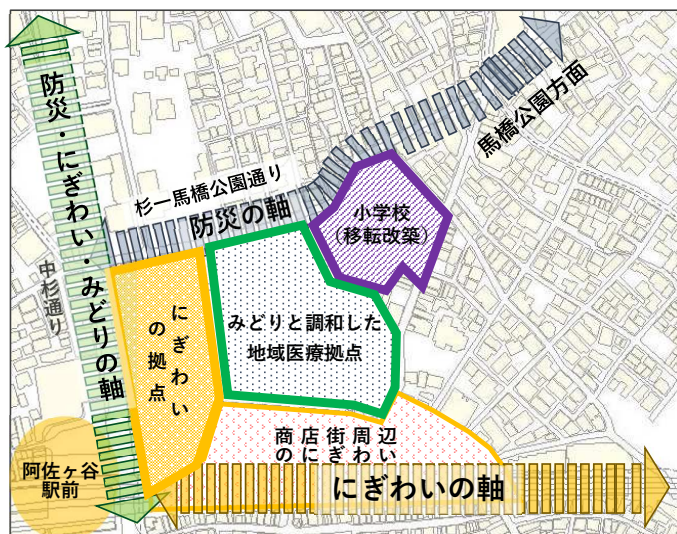 防災・にぎわい・みどりの軸
中杉通り
杉一馬橋公園通り
防災の軸
馬橋公園方面
小学校
(移転改築)
にぎわい
の拠点
みどりと調和した
地域医療拠点
商店街周辺
のにぎわい
阿佐ヶ谷
駅前
にぎわいの軸